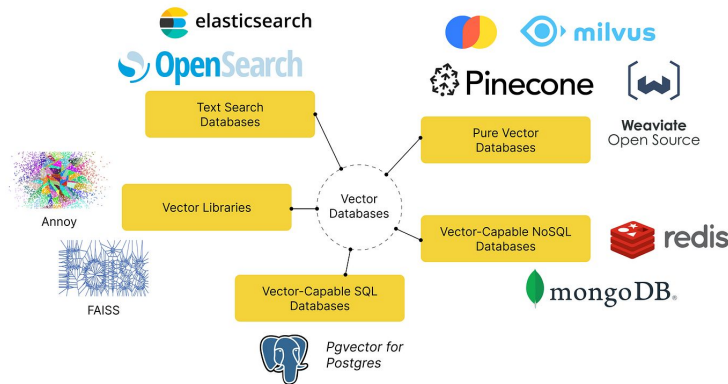 elasticsearch
OpenSearch
milvus
Pinecone
Weaviate
Open Source
Text Search
Databases
Pure Vector
Databases
Vector
Databases
Vector Libraries
Annoy
FAISS
FAISS
Vector-Capable NoSQL
Databases
redis
mongoDB®
Vector-Capable SQL
Databases
Pgvector for
Postgres